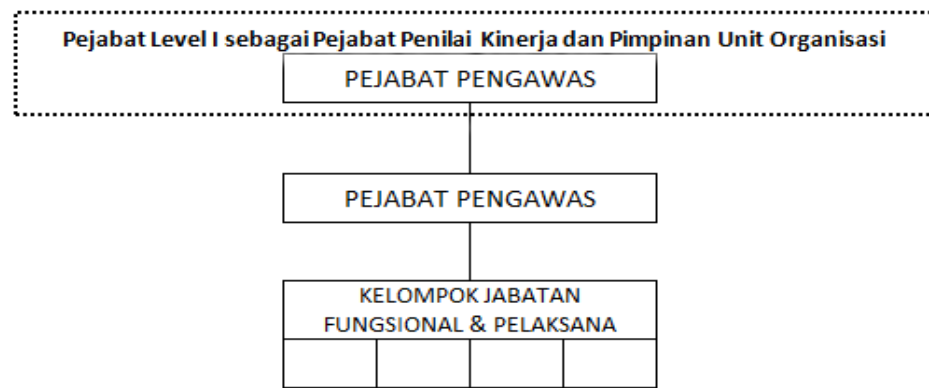 Pejabat Level I sebagai Pejabat Penilai Kinerja dan Pimpinan Unit Organisasi
PEJABAT PENGAWAS
PEJABAT PENGAWAS
KELOMPOK JABATAN
FUNGSIONAL & PELAKSANA